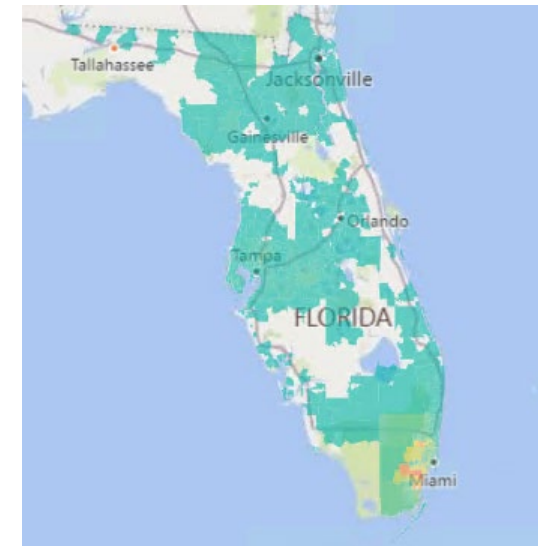 Tallahassee
Jacksonville
Gainesville
Orlando
Tampa
FLORIDA
Miami